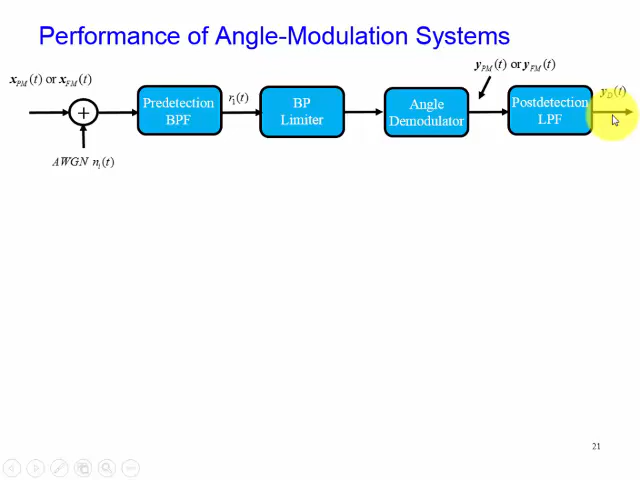 Performance of Angle-Modulation Systems
x_PM(t) or x_FM(t)
y_PM(t) or y_FM(t)
Predetection
BPF
r_1(t)
BP
Limiter
Angle
Demodulator
Postdetection
LPF
y_D(t)
+
AWGN n_1(t)
21